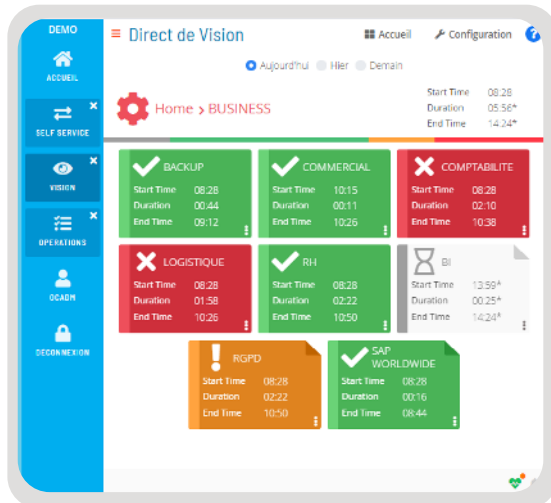 DEMO
ACCUEIL
SELF SERVICE
VISION
OPERATIONS
OCADM
DECONNEXION
Direct de Vision
Accueil
Configuration
?
Aujourd'hui Hier Demain
Home > BUSINESS
Start Time 08:28
Duration 05:56*
End Time 14:24*
BACKUP
Start Time 08:28
Duration 00:44
End Time 09:12
COMMERCIAL
Start Time 10:15
Duration 00:11
End Time 10:26
COMPTABILITE
Start Time 08:28
Duration 02:10
End Time 10:38
LOGISTIQUE
Start Time 08:28
Duration 01:58
End Time 10:26
RH
Start Time 08:28
Duration 02:22
End Time 10:50
BI
Start Time 13:59*
Duration 00:25*
End Time 14:24*
RGPD
Start Time 08:28
Duration 02:22
End Time 10:50
SAP
WORLDWIDE
Start Time 08:28
Duration 00:16
End Time 08:44